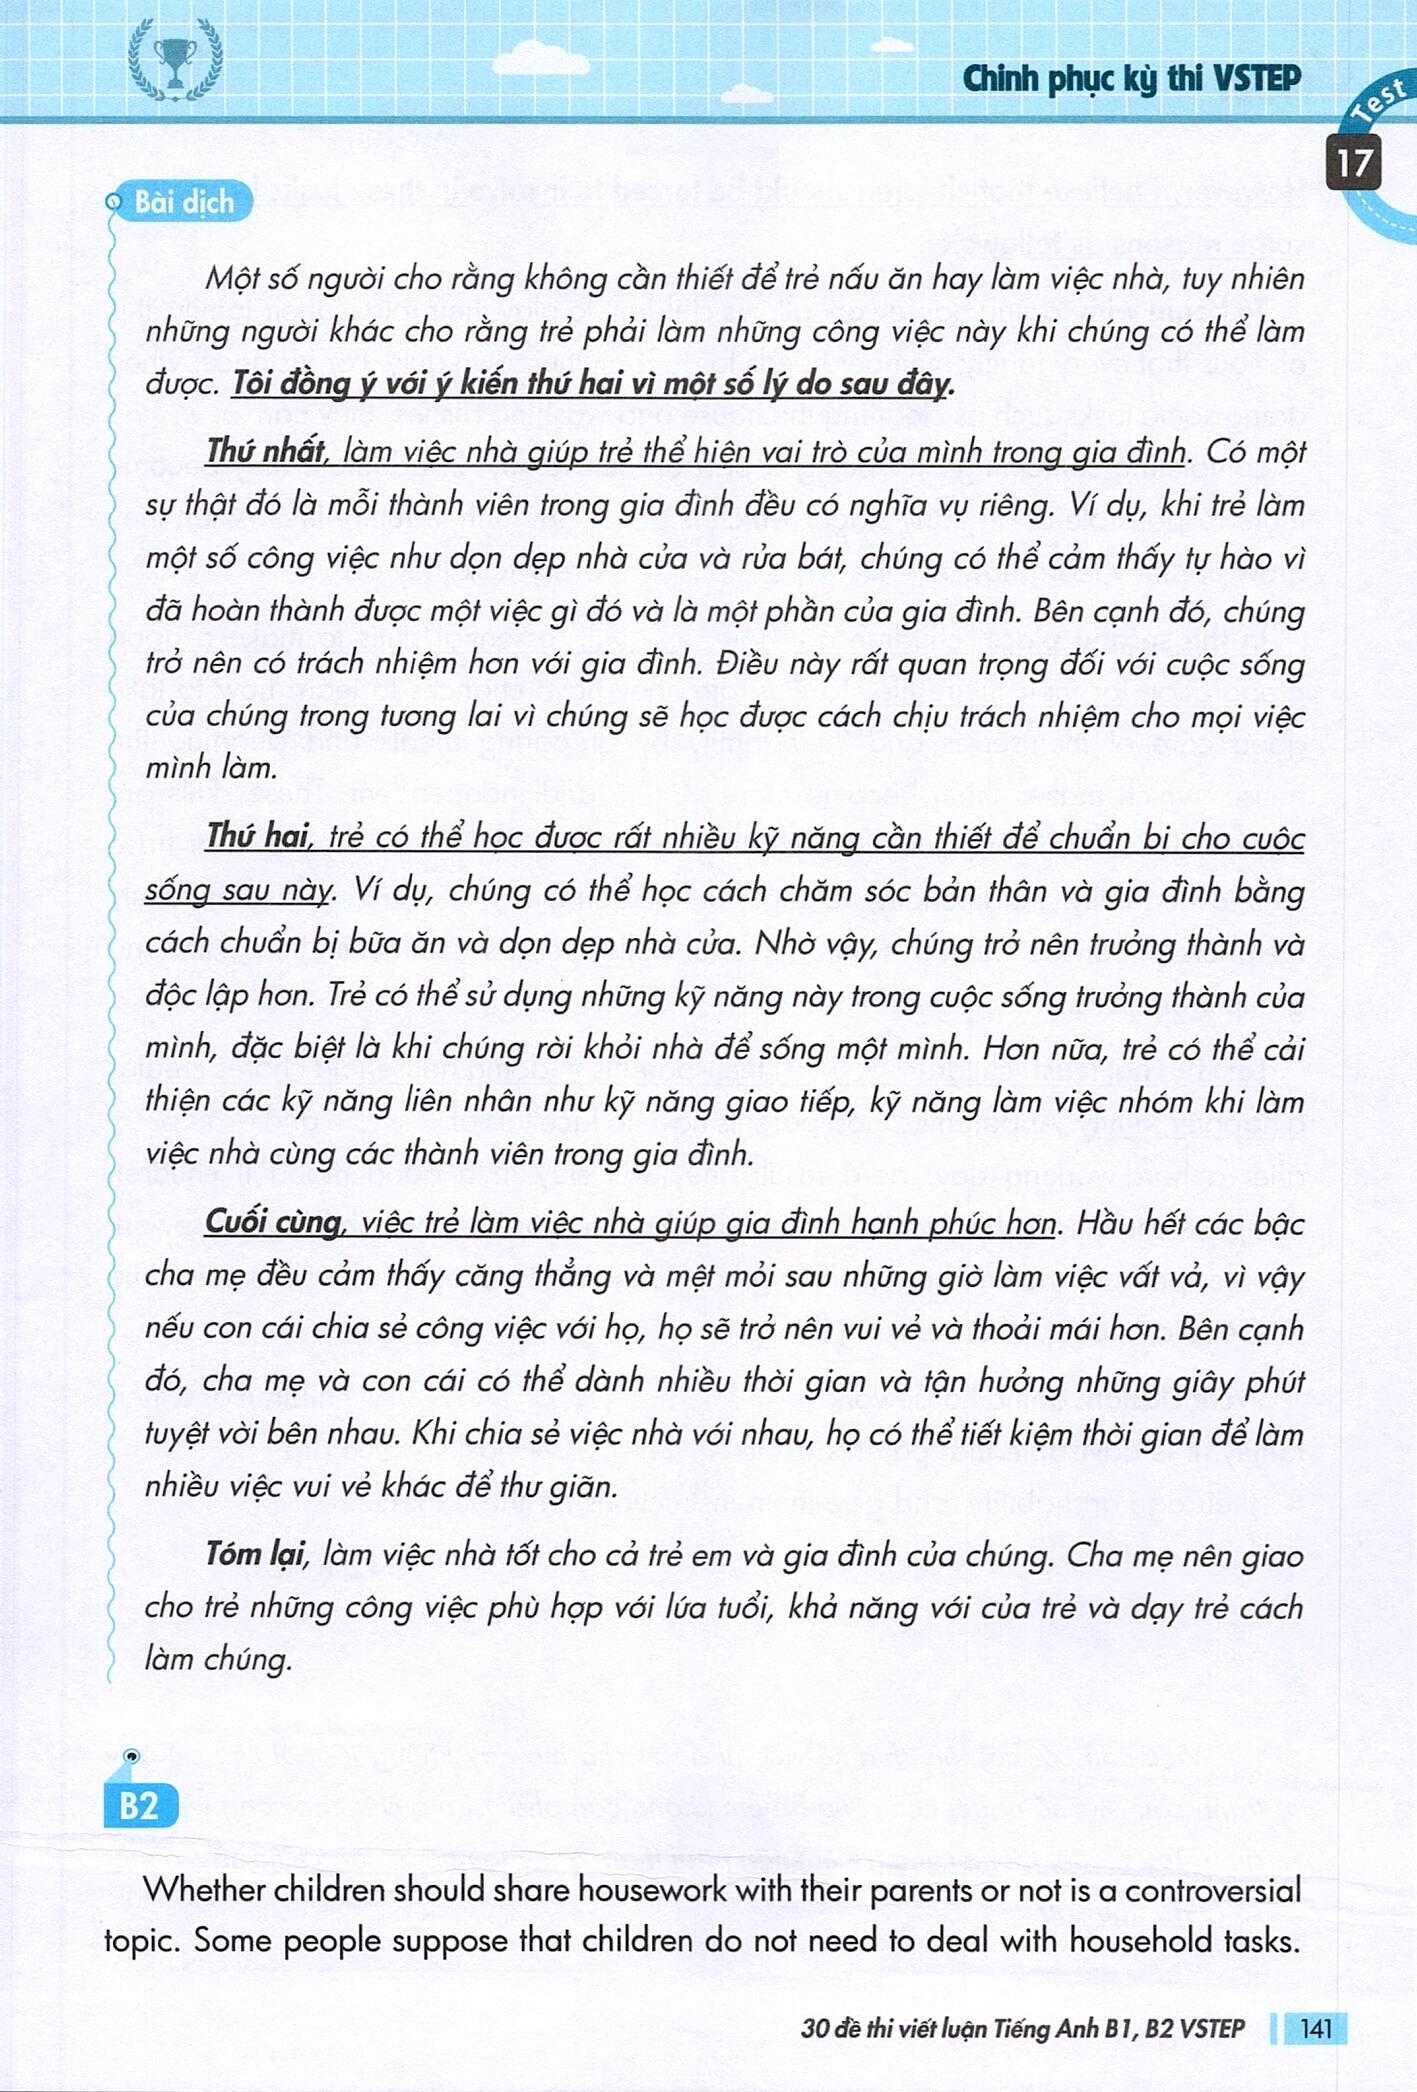 Chinh phục kỳ thi VSTEP
Test
17
Bài dịch
Một số người cho rằng không cần thiết để trẻ nấu ăn hay làm việc nhà, tuy nhiên
những người khác cho rằng trẻ phải làm những công việc này khi chúng có thể làm
được. Tôi đồng ý với ý kiến thứ hai vì một số lý do sau đây.
Thứ nhất, làm việc nhà giúp trẻ thể hiện vai trò của mình trong gia đình. Có một
sự thật đó là mỗi thành viên trong gia đình đều có nghĩa vụ riêng. Ví dụ, khi trẻ làm
một số công việc như dọn dẹp nhà cửa và rửa bát, chúng có thể cảm thấy tự hào vì
đã hoàn thành được một việc gì đó và là một phần của gia đình. Bên cạnh đó, chúng
trở nên có trách nhiệm hơn với gia đình. Điều này rất quan trọng đối với cuộc sống
của chúng trong tương lai vì chúng sẽ học được cách chịu trách nhiệm cho mọi việc
mình làm.
Thứ hai, trẻ có thể học được rất nhiều kỹ năng cần thiết để chuẩn bị cho cuộc
sống sau này. Ví dụ, chúng có thể học cách chăm sóc bản thân và gia đình bằng
cách chuẩn bị bữa ăn và dọn dẹp nhà cửa. Nhờ vậy, chúng trở nên trưởng thành và
độc lập hơn. Trẻ có thể sử dụng những kỹ năng này trong cuộc sống trưởng thành của
mình, đặc biệt là khi chúng rời khỏi nhà để sống một mình. Hơn nữa, trẻ có thể cải
thiện các kỹ năng liên nhân như kỹ năng giao tiếp, kỹ năng làm việc nhóm khi làm
việc nhà cùng các thành viên trong gia đình.
Cuối cùng, việc trẻ làm việc nhà giúp gia đình hạnh phúc hơn. Hầu hết các bậc
cha mẹ đều cảm thấy căng thẳng và mệt mỏi sau những giờ làm việc vất vả, vì vậy
nếu con cái chia sẻ công việc với họ, họ sẽ trở nên vui vẻ và thoải mái hơn. Bên cạnh
đó, cha mẹ và con cái có thể dành nhiều thời gian và tận hưởng những giây phút
tuyệt vời bên nhau. Khi chia sẻ việc nhà với nhau, họ có thể tiết kiệm thời gian để làm
nhiều việc vui vẻ khác để thư giãn.
Tóm lại, làm việc nhà tốt cho cả trẻ em và gia đình của chúng. Cha mẹ nên giao
cho trẻ những công việc phù hợp với lứa tuổi, khả năng với của trẻ và dạy trẻ cách
làm chúng.
B2
Whether children should share housework with their parents or not is a controversial
topic. Some people suppose that children do not need to deal with household tasks.
30 đề thi viết luận Tiếng Anh B1, B2 VSTEP
141